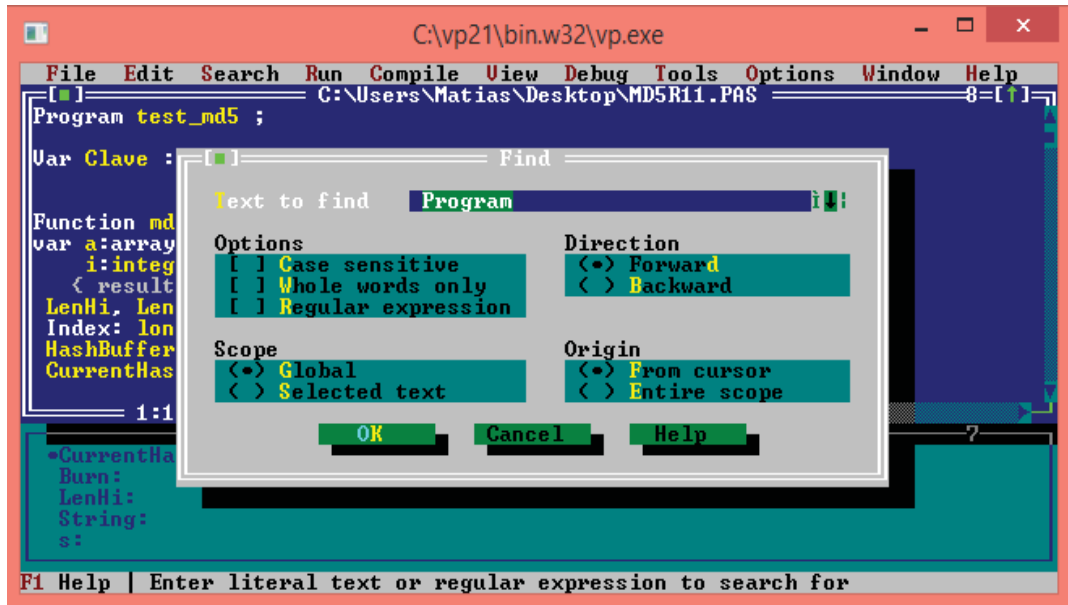 C:\vp21\bin.w32\vp.exe
File Edit Search Run Compile View Debug Tools Options Window Help
[■] C:\Users\Matias\Desktop\MD5R11.PAS 8=[↑]
Program test_md5 ;
Var Clave :
[■] Find
Text to find Program
Function md
var a:array
i:integ
{ result
LenHi, Len
Index: lon
HashBuffer
CurrentHas
1:1
Options
[ ] Case sensitive
[ ] Whole words only
[ ] Regular expression
Direction
(•) Forward
( ) Backward
Scope
(•) Global
( ) Selected text
Origin
(•) From cursor
( ) Entire scope
OK Cancel Help
7
•CurrentHa
Burn:
LenHi:
String:
s:
F1 Help | Enter literal text or regular expression to search for